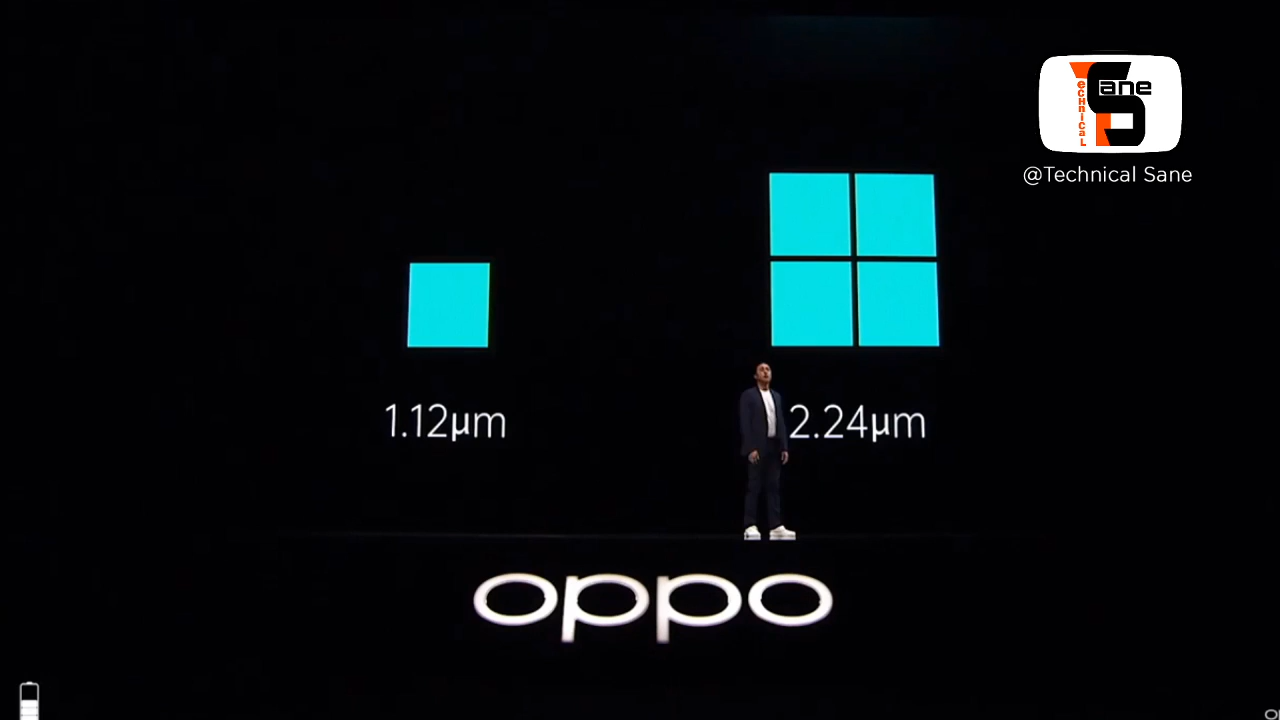 Technical Sane
@Technical Sane
1.12µm
2.24µm
oppo